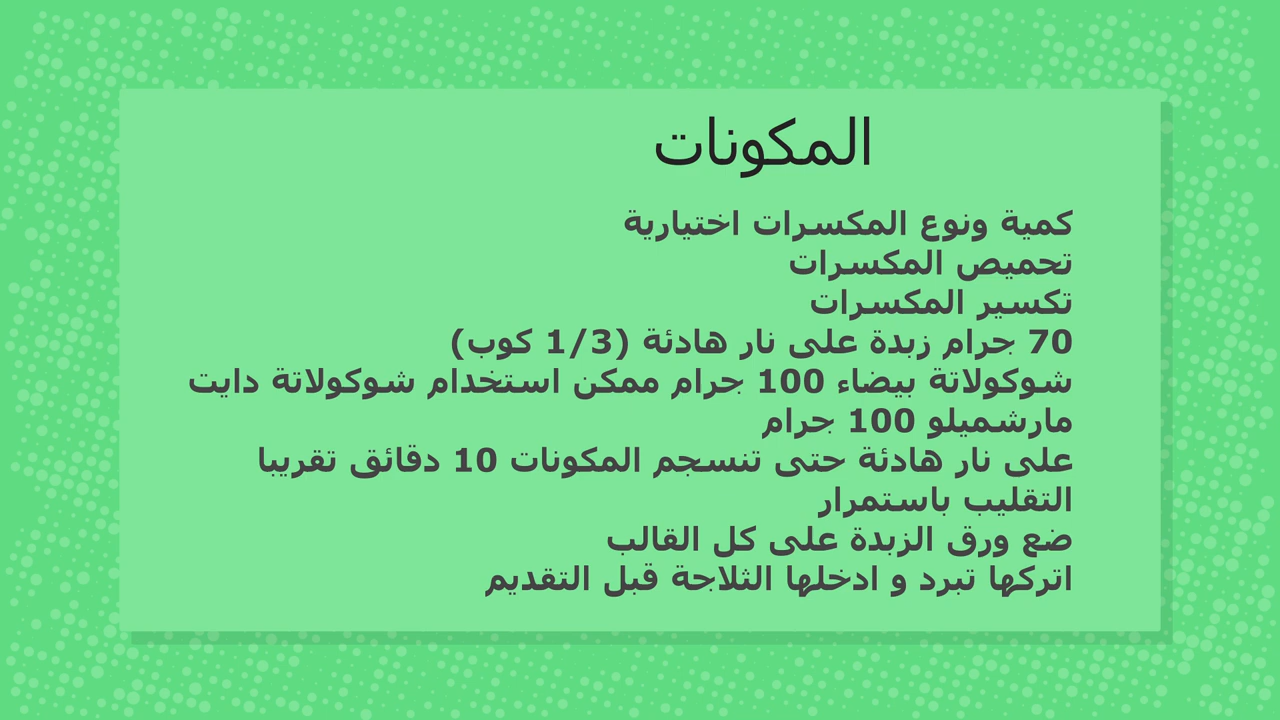 المكونات
كمية ونوع المكسرات اختيارية
تحميص المكسرات
تكسير المكسرات
70 جرام زبدة على نار هادئة (1/3 كوب)
شوكولاتة بيضاء 100 جرام ممكن استخدام شوكولاتة دايت
مارشميلو 100 جرام
على نار هادئة حتى تنسجم المكونات 10 دقائق تقريبا
التقليب باستمرار
ضع ورق الزبدة على كل القالب
اتركها تبرد و ادخلها الثلاجة قبل التقديم